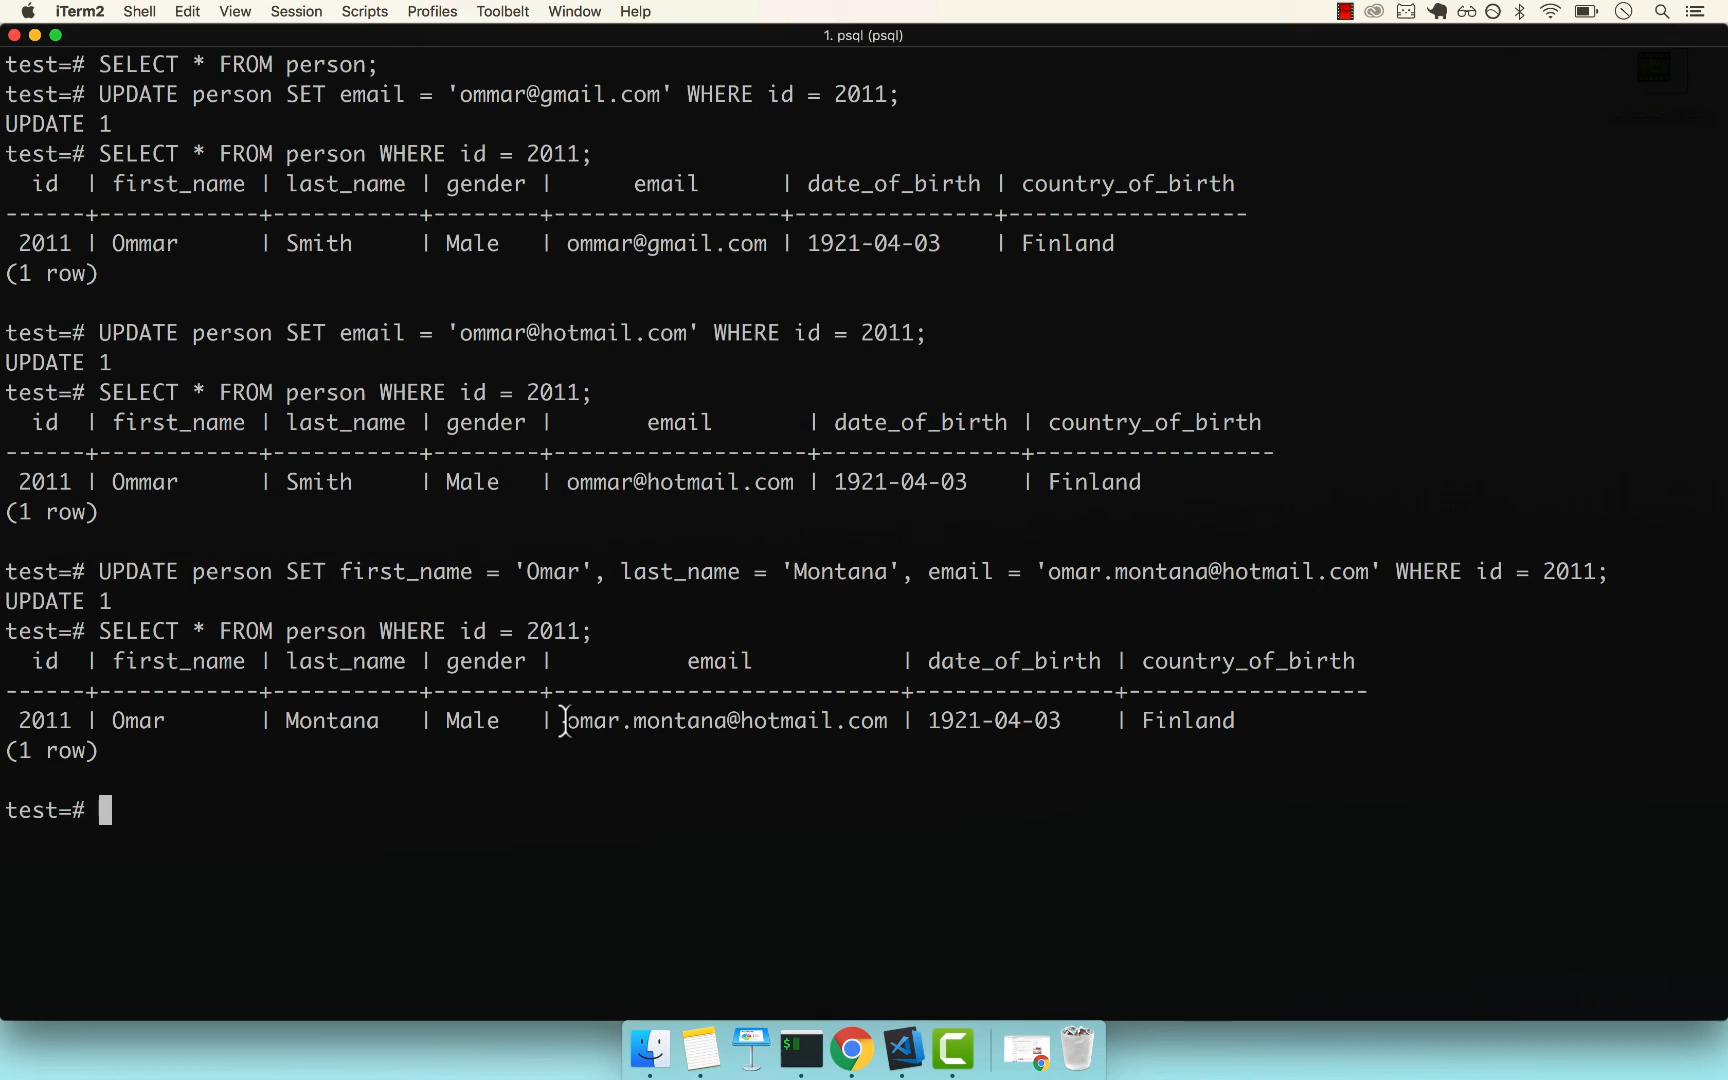 iTerm2 Shell Edit View Session Scripts Profiles Toolbelt Window Help
1. psql (psql)
test=# SELECT * FROM person;
test=# UPDATE person SET email = 'ommar@gmail.com' WHERE id = 2011;
UPDATE 1
test=# SELECT * FROM person WHERE id = 2011;
  id  | first_name | last_name | gender |      email      | date_of_birth | country_of_birth
------+------------+-----------+--------+-----------------+---------------+------------------
 2011 | Ommar      | Smith     | Male   | ommar@gmail.com | 1921-04-03    | Finland
(1 row)
test=# UPDATE person SET email = 'ommar@hotmail.com' WHERE id = 2011;
UPDATE 1
test=# SELECT * FROM person WHERE id = 2011;
  id  | first_name | last_name | gender |       email       | date_of_birth | country_of_birth
------+------------+-----------+--------+-------------------+---------------+------------------
 2011 | Ommar      | Smith     | Male   | ommar@hotmail.com | 1921-04-03    | Finland
(1 row)
test=# UPDATE person SET first_name = 'Omar', last_name = 'Montana', email = 'omar.montana@hotmail.com' WHERE id = 2011;
UPDATE 1
test=# SELECT * FROM person WHERE id = 2011;
  id  | first_name | last_name | gender |          email           | date_of_birth | country_of_birth
------+------------+-----------+--------+--------------------------+---------------+------------------
 2011 | Omar       | Montana   | Male   | omar.montana@hotmail.com | 1921-04-03    | Finland
(1 row)
test=#